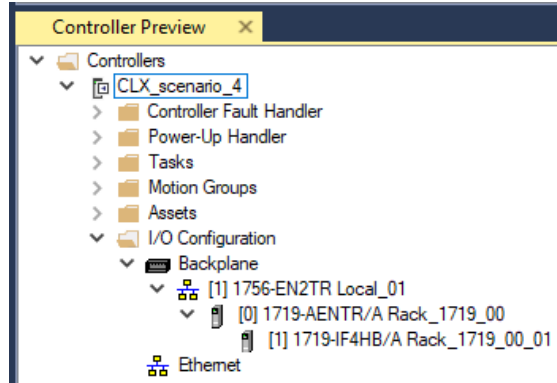 Controller Preview ×
Controllers
CLX_scenario_4
Controller Fault Handler
Power-Up Handler
Tasks
Motion Groups
Assets
I/O Configuration
Backplane
[1] 1756-EN2TR Local_01
[0] 1719-AENTR/A Rack_1719_00
[1] 1719-IF4HB/A Rack_1719_00_01
Ethernet